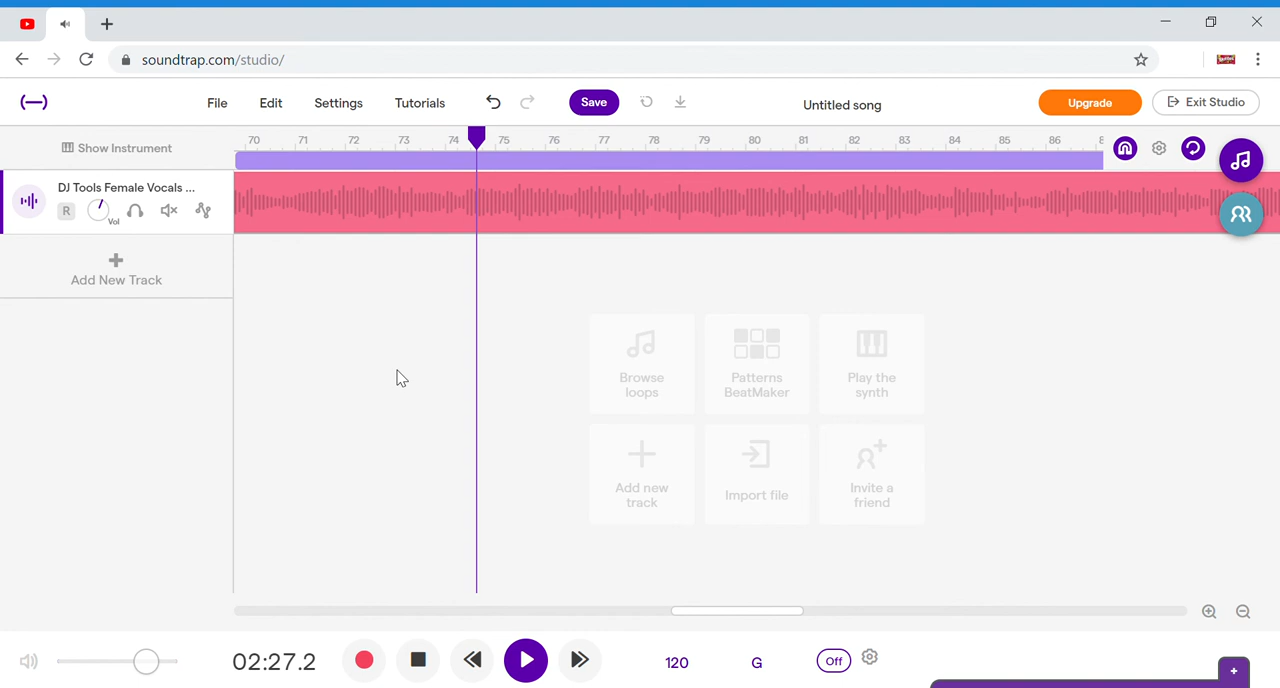 soundtrap.com/studio/
File
Edit
Settings
Tutorials
Save
Untitled song
Upgrade
Exit Studio
Show Instrument
70 71 72 73 74 75 76 77 78 79 80 81 82 83 84 85 86
DJ Tools Female Vocals ...
R
Vol
Add New Track
Browse
loops
Patterns
BeatMaker
Play the
synth
Add new
track
Import file
Invite a
friend
02:27.2
120
G
Off